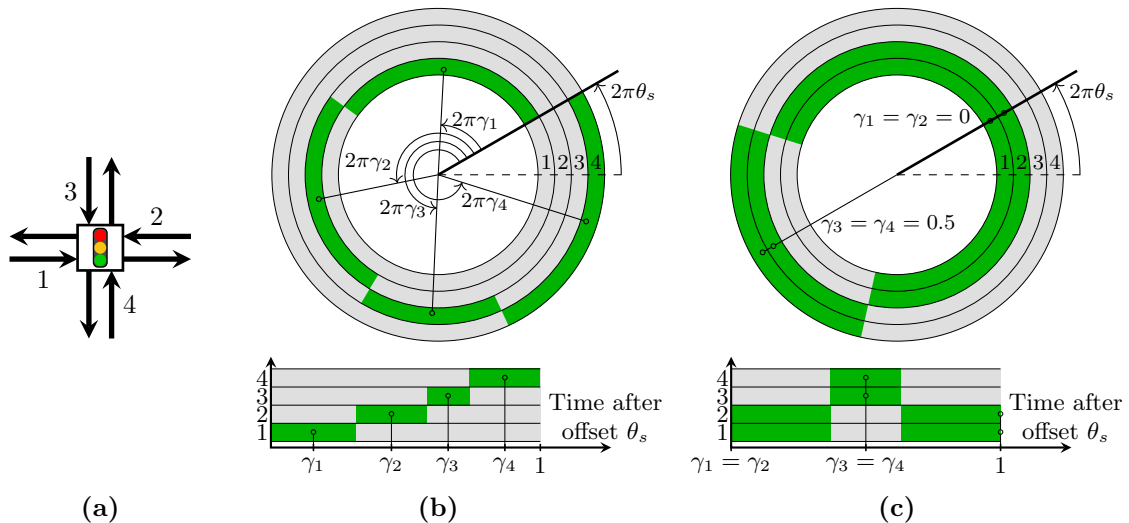 3
2
1
4
(a)
2πθₛ
2πγ₁
2πγ₂
2πγ₃
2πγ₄
1 2 3 4
4
3
2
1
Time after
offset θₛ
γ₁ γ₂ γ₃ γ₄ 1
(b)
2πθₛ
γ₁ = γ₂ = 0
1 2 3 4
γ₃ = γ₄ = 0.5
4
3
2
1
Time after
offset θₛ
γ₁ = γ₂ γ₃ = γ₄ 1
(c)